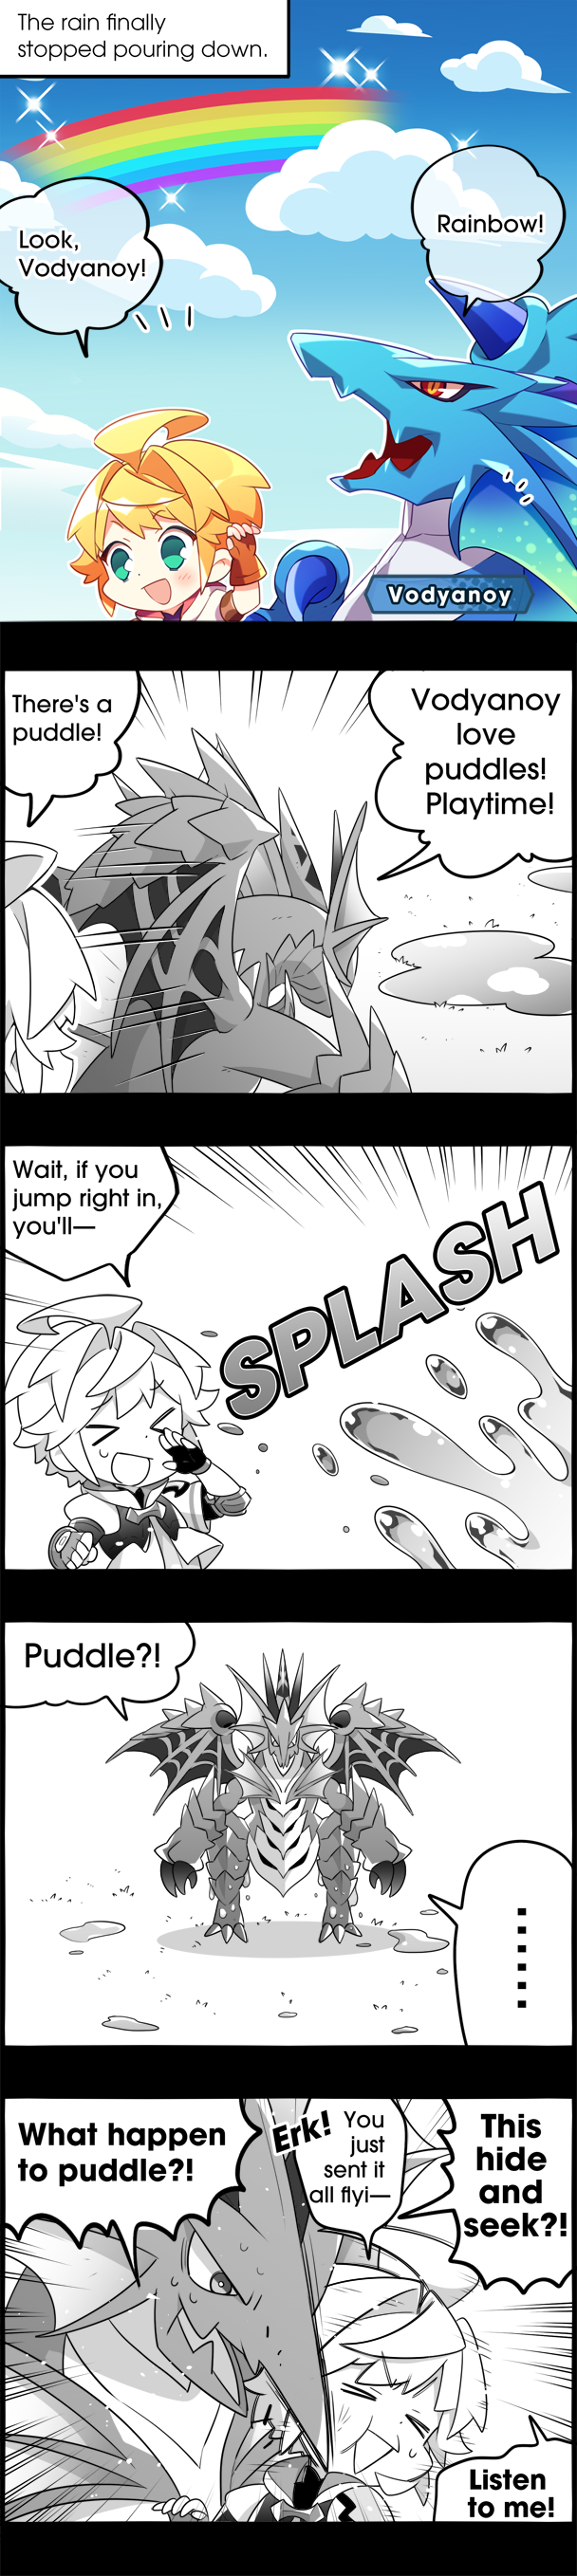 The rain finally
stopped pouring down.
Look,
Vodyanoy!
Rainbow!
Vodyanoy
There's a
puddle!
Vodyanoy
love
puddles!
Playtime!
Wait, if you
jump right in,
you'll—
SPLASH
Puddle?!
......
What happen
to puddle?!
Erk!
You
just
sent it
all flyi—
This
hide
and
seek?!
Listen
to me!